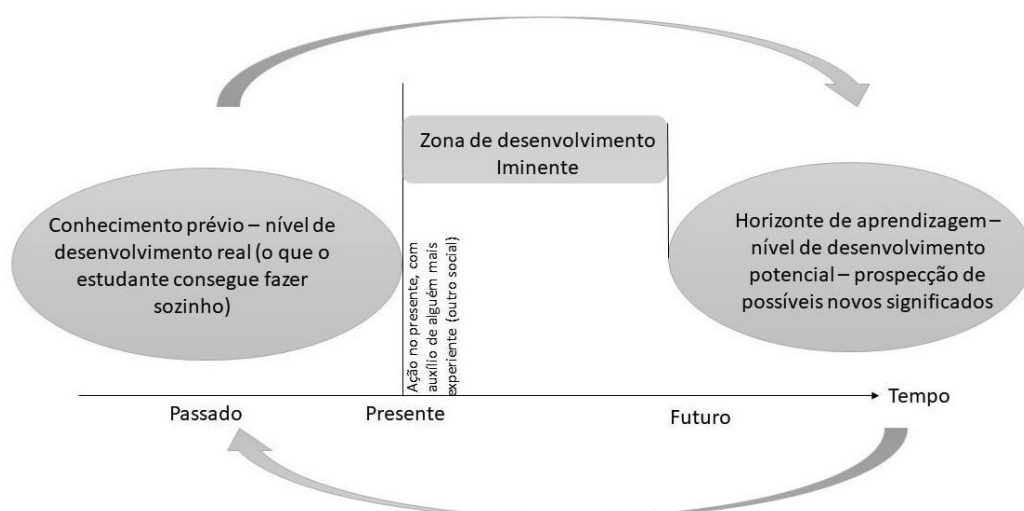 Zona de desenvolvimento
Iminente
Conhecimento prévio – nível de
desenvolvimento real (o que o
estudante consegue fazer
sozinho)
Ação no presente, com
auxílio de alguém mais
experiente (outro social)
Horizonte de aprendizagem –
nível de desenvolvimento
potencial – prospecção de
possíveis novos significados
Passado
Presente
Futuro
Tempo